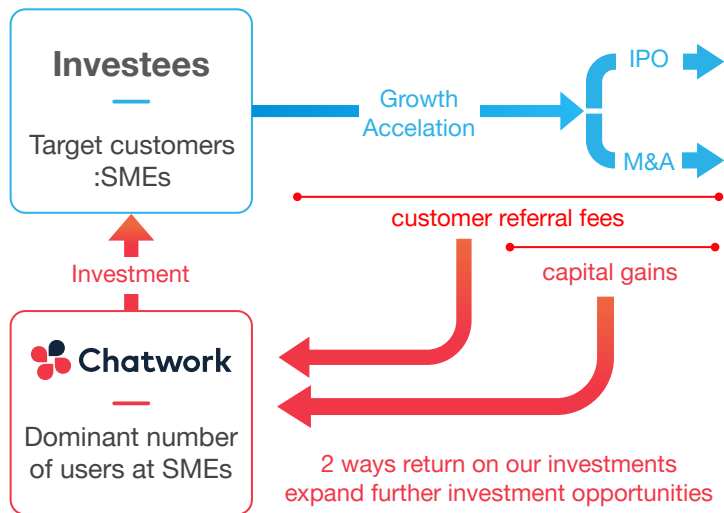 Investees
Target customers
:SMEs
Growth
Accelation
IPO
M&A
customer referral fees
capital gains
Investment
Chatwork
Dominant number
of users at SMEs
2 ways return on our investments
expand further investment opportunities